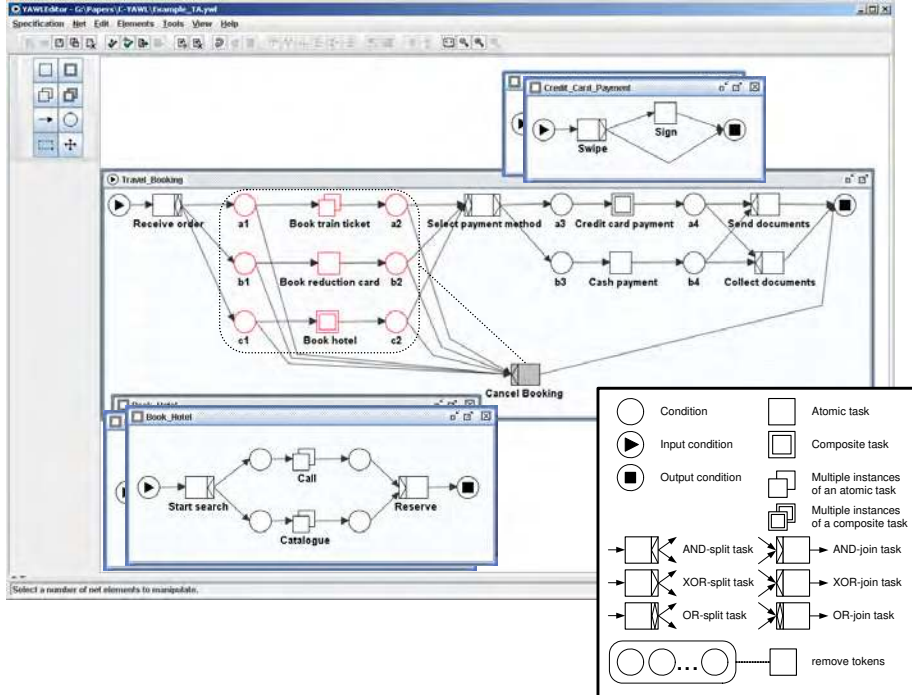 YAWLEditor - G:\Papers\C-YAWL\Example_TA.ywl
Specification Net Edit Elements Tools View Help
Credit_Card_Payment
Swipe
Sign
Travel_Booking
Receive order
a1
Book train ticket
a2
Select payment method
a3
Credit card payment
a4
Send documents
b1
Book reduction card
b2
b3
Cash payment
b4
Collect documents
c1
Book hotel
c2
Cancel Booking
Book_Hotel
Book_Hotel
Start search
Call
Catalogue
Reserve
Select a number of net elements to manipulate.
Condition
Atomic task
Input condition
Composite task
Output condition
Multiple instances
of an atomic task
Multiple instances
of a composite task
AND-split task
AND-join task
XOR-split task
XOR-join task
OR-split task
OR-join task
...
remove tokens